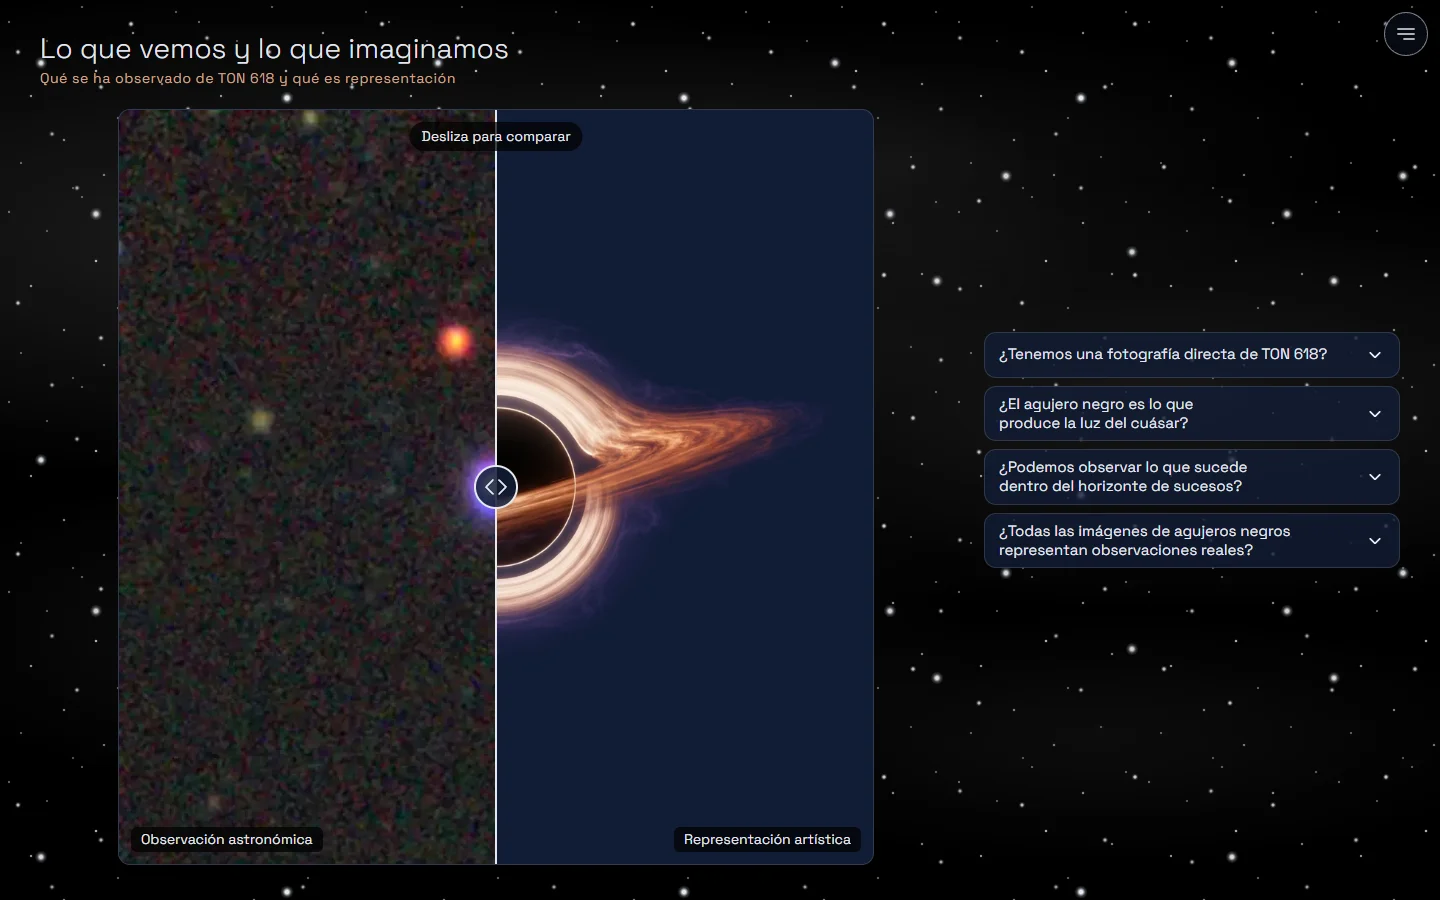 Lo que vemos y lo que imaginamos
Qué se ha observado de TON 618 y qué es representación
Desliza para comparar
Observación astronómica
Representación artística
¿Tenemos una fotografía directa de TON 618?
¿El agujero negro es lo que
produce la luz del cuásar?
¿Podemos observar lo que sucede
dentro del horizonte de sucesos?
¿Todas las imágenes de agujeros negros
representan observaciones reales?